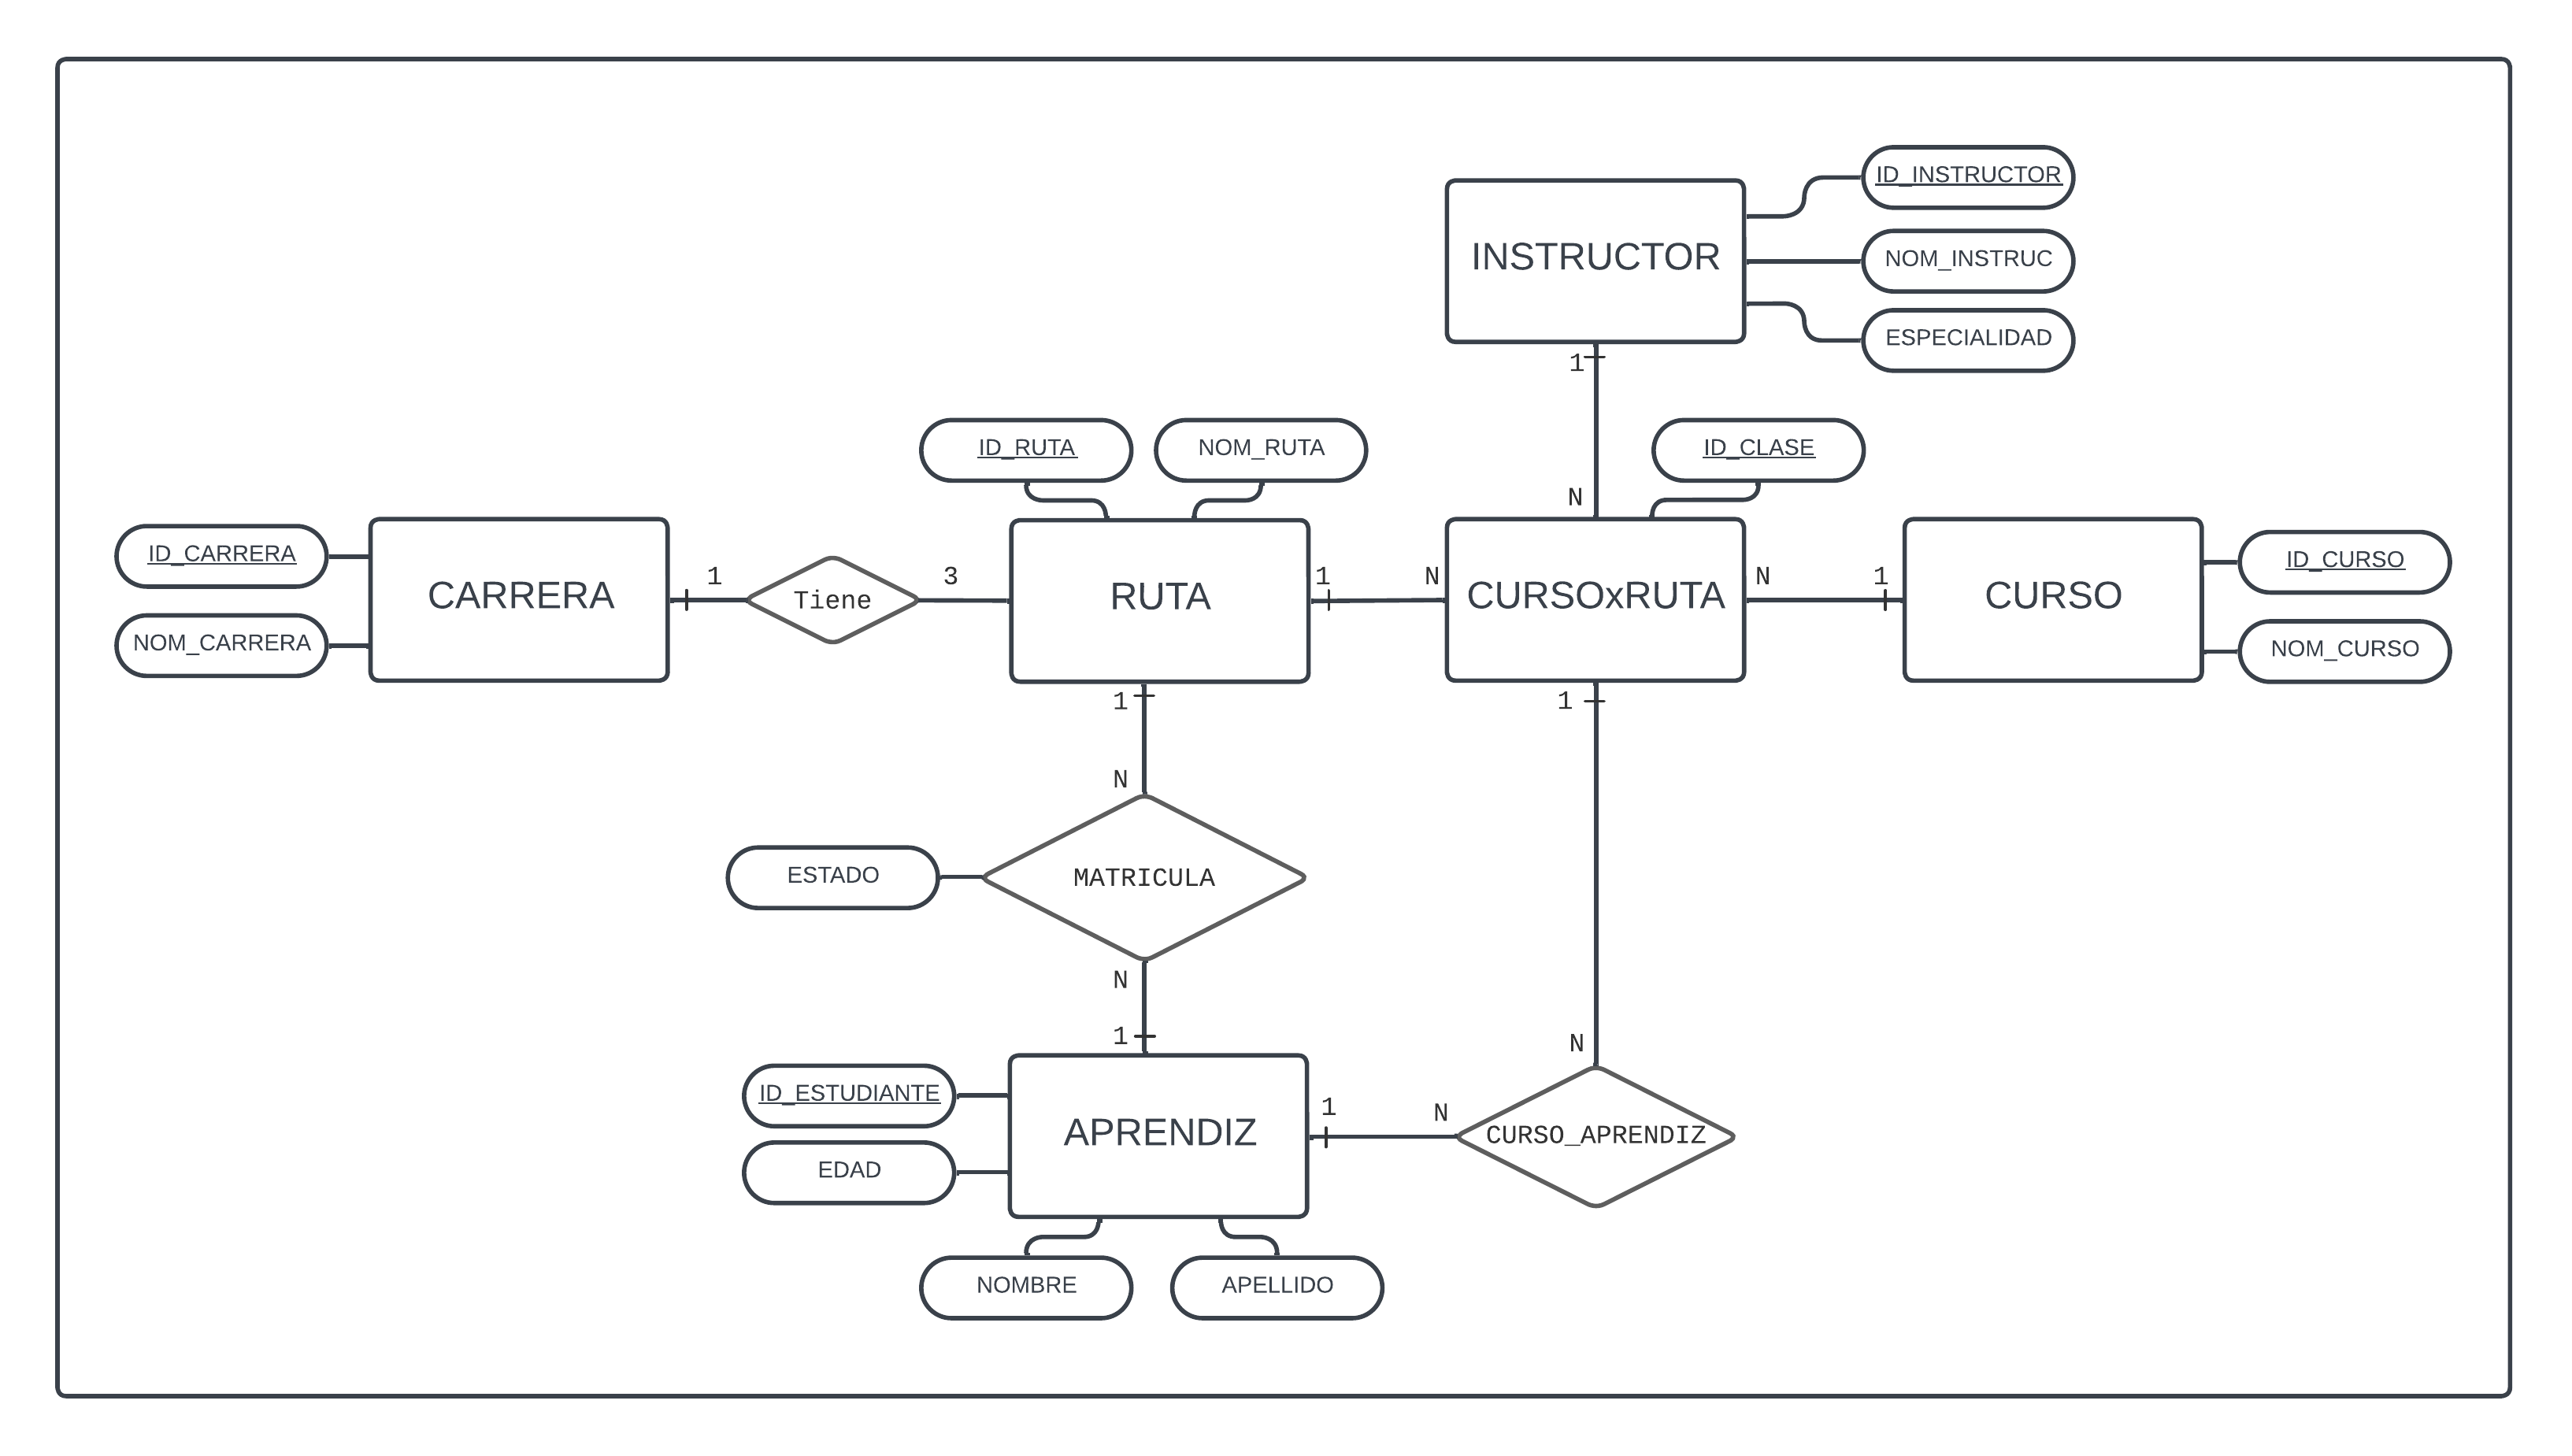 ID_INSTRUCTOR
INSTRUCTOR
NOM_INSTRUC
ESPECIALIDAD
1
ID_RUTA
NOM_RUTA
ID_CLASE
N
ID_CARRERA
NOM_CARRERA
CARRERA
1
Tiene
3
RUTA
1
N
CURSOxRUTA
N
1
CURSO
ID_CURSO
NOM_CURSO
1
1
N
ESTADO
MATRICULA
N
1
N
ID_ESTUDIANTE
EDAD
APRENDIZ
1
N
CURSO_APRENDIZ
NOMBRE
APELLIDO